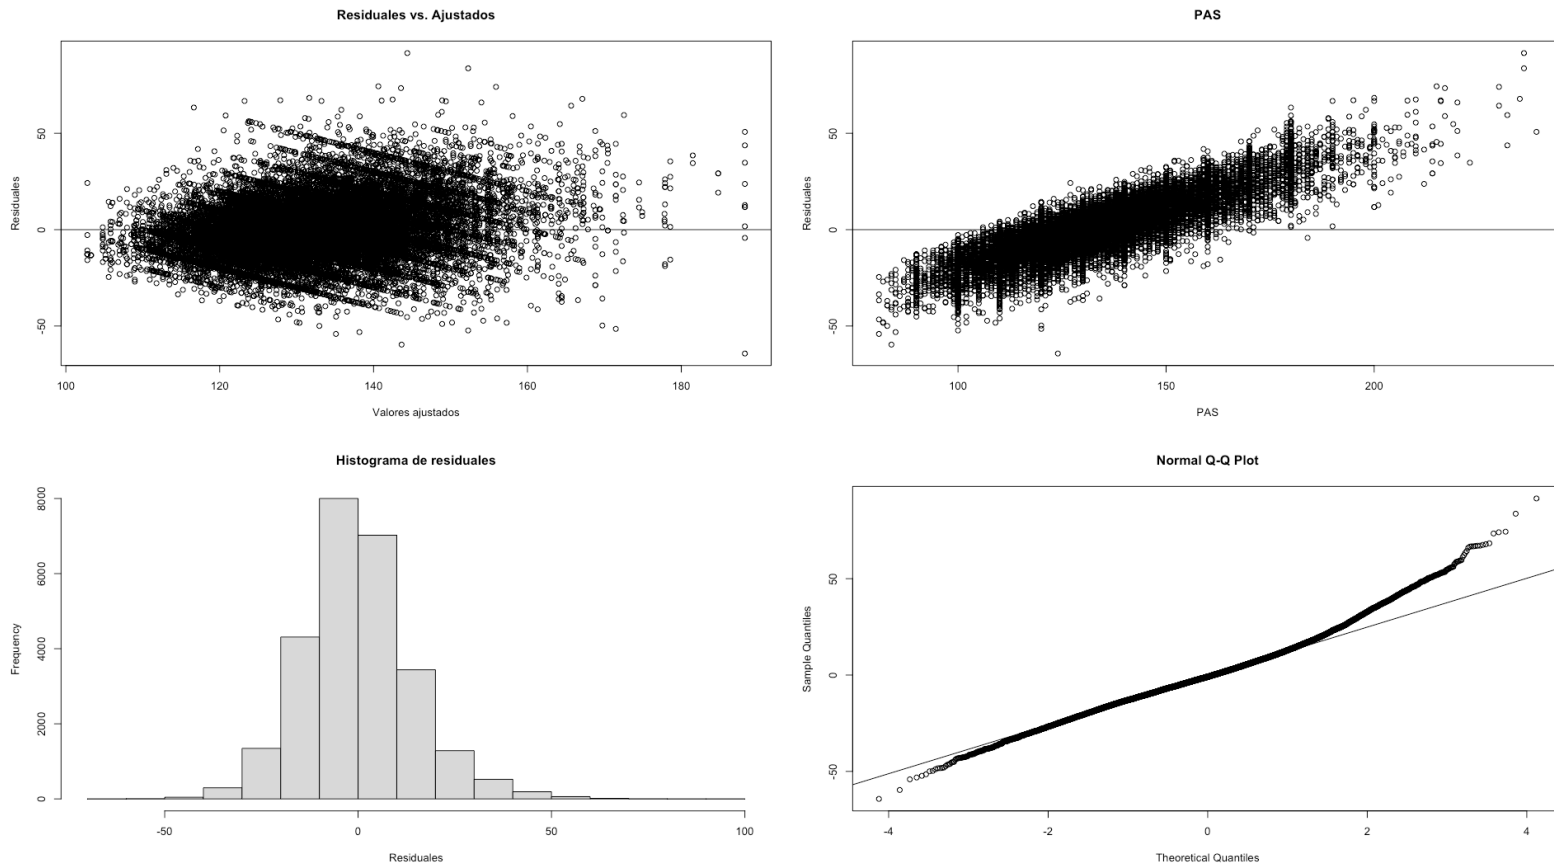 Residuales vs. Ajustados
Residuales
50
0
-50
100
120
140
160
180
Valores ajustados
PAS
Residuales
50
0
-50
100
150
200
PAS
Histograma de residuales
Frequency
8000
6000
4000
2000
0
-50
0
50
100
Residuales
Normal Q-Q Plot
Sample Quantiles
50
0
-50
-4
-2
0
2
4
Theoretical Quantiles